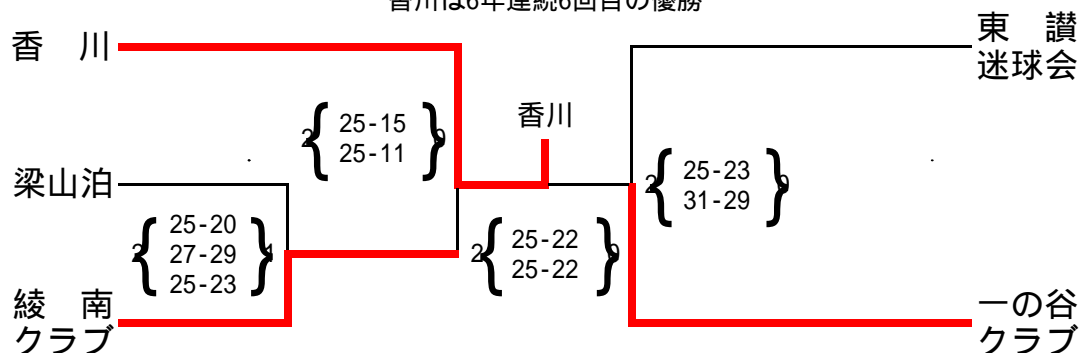 香川は6年連続6回目の優勝
香 川
東 讃
迷球会
香川
2 { 25-15 } 0
25-11
梁山泊
2 { 25-23 } 0
31-29
2 { 25-20 } 1
27-29
25-23
2 { 25-22 } 0
25-22
綾 南
クラブ
一の谷
クラブ